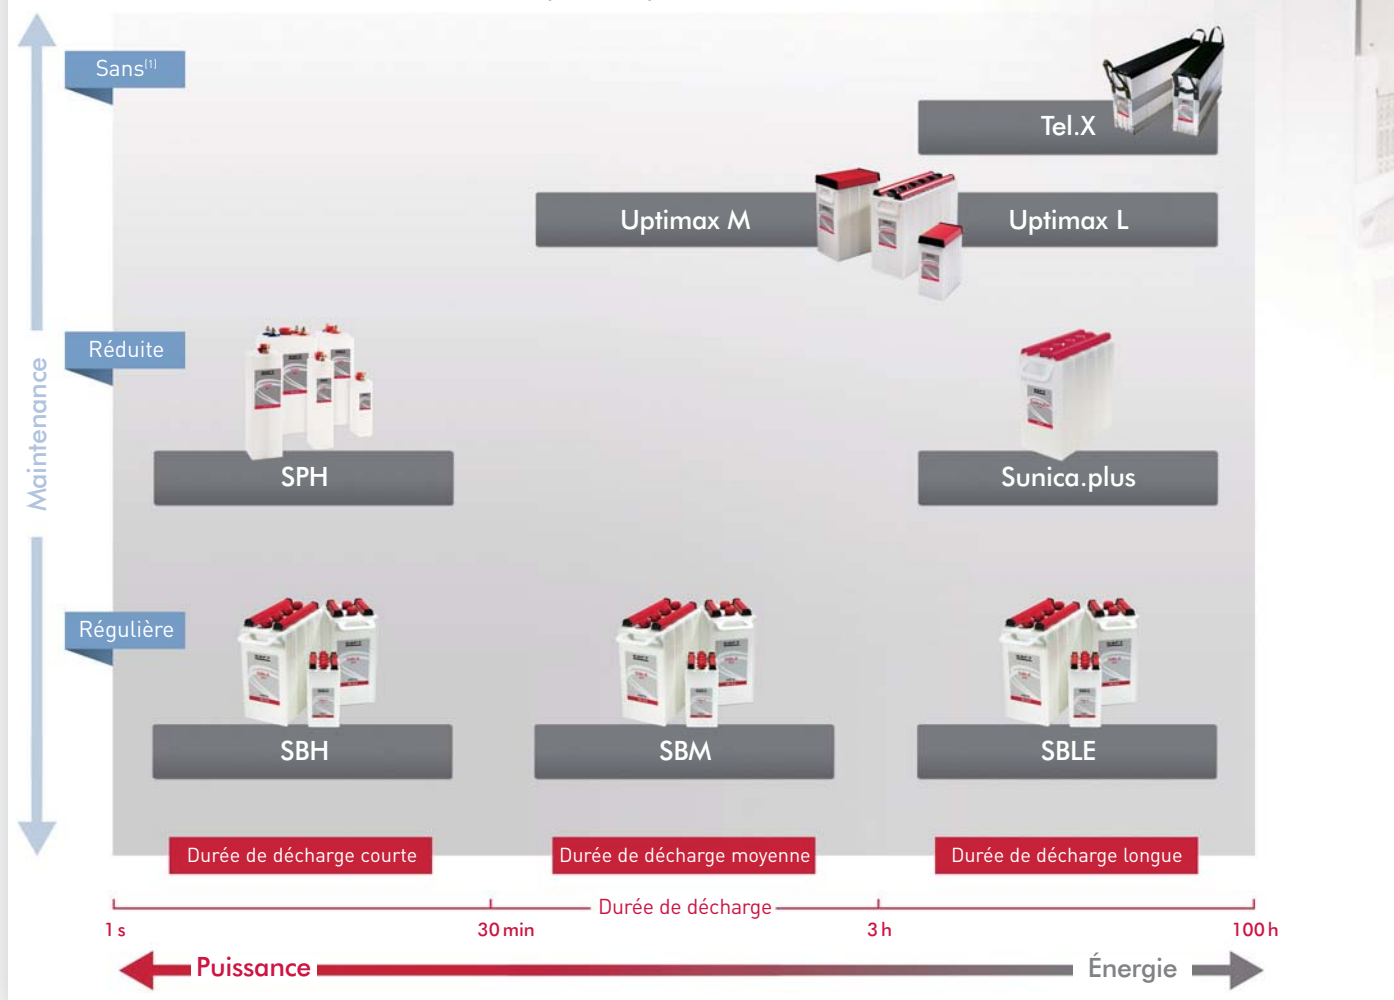 Sans[1]
Tel.X
Uptimax M
Uptimax L
Réduite
Maintenance
SPH
Sunica.plus
Régulière
SBH
SBM
SBLE
Durée de décharge courte
Durée de décharge moyenne
Durée de décharge longue
Durée de décharge
1 s
30 min
3 h
100 h
Puissance
Énergie